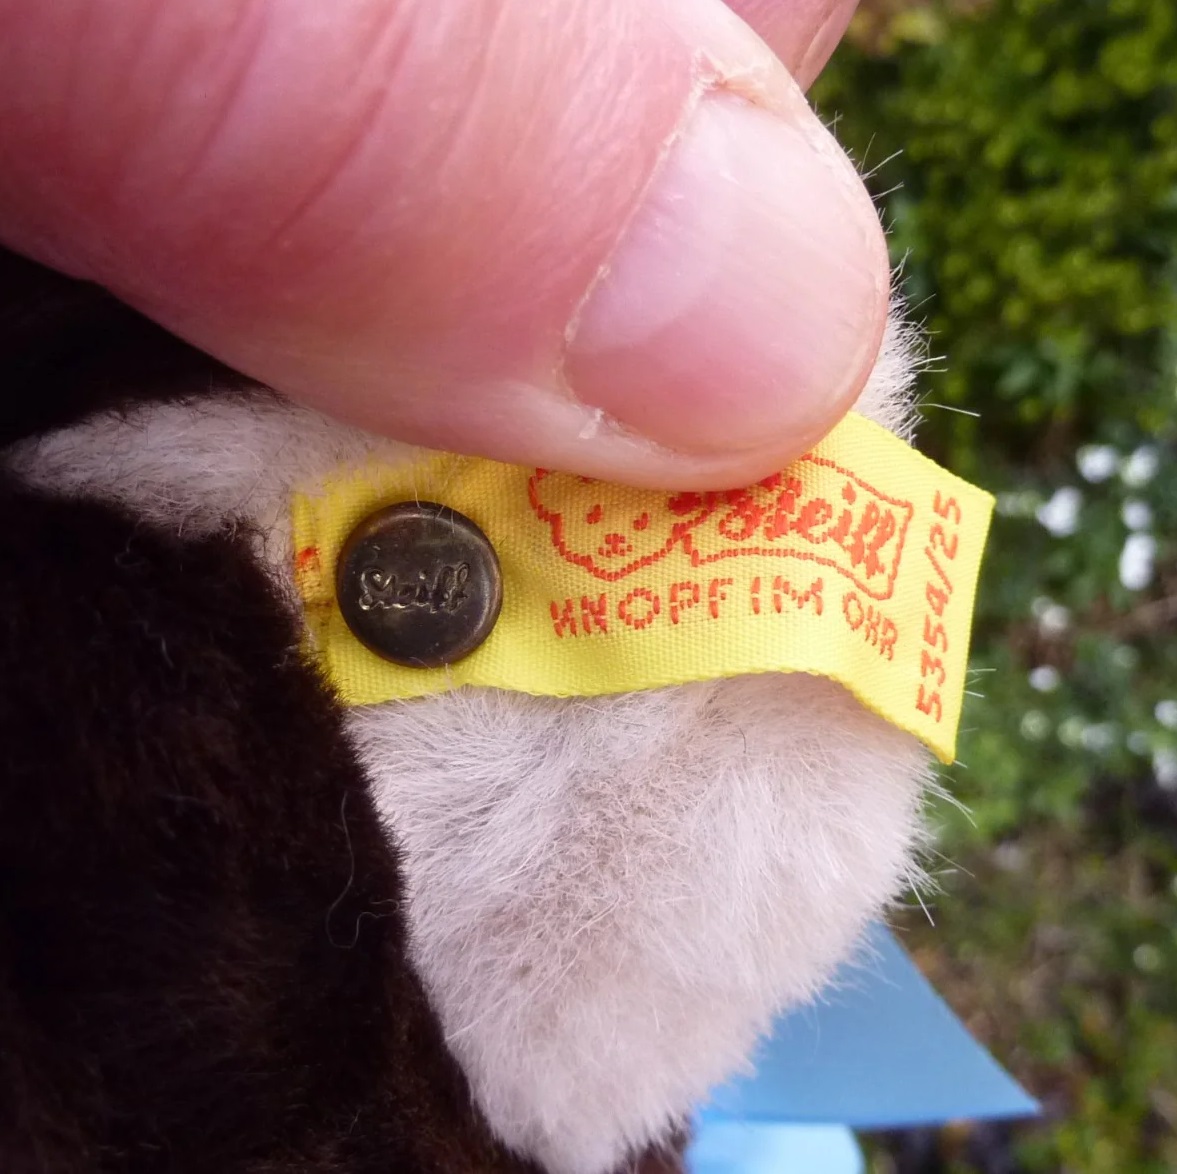 Steiff
Steiff
KNOPF IM OHR
5354/25